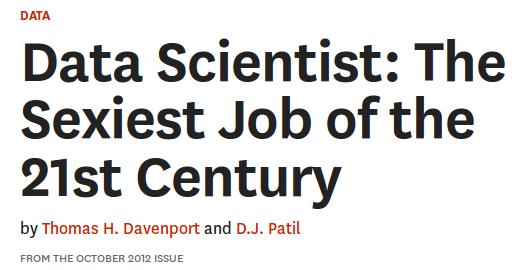 DATA
Data Scientist: The
Sexiest Job of the
21st Century
by Thomas H. Davenport and D.J. Patil
FROM THE OCTOBER 2012 ISSUE